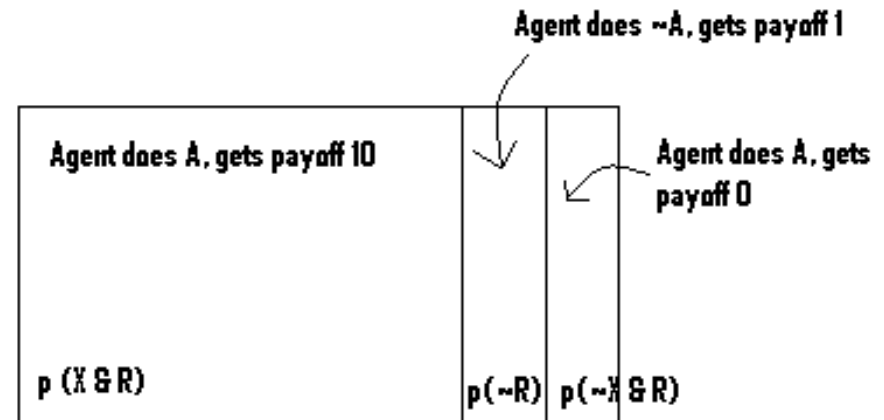 Agent does ~A, gets payoff 1
Agent does A, gets payoff 10
Agent does A, gets
payoff 0
p (X & R)
p(~R)
p(~X & R)